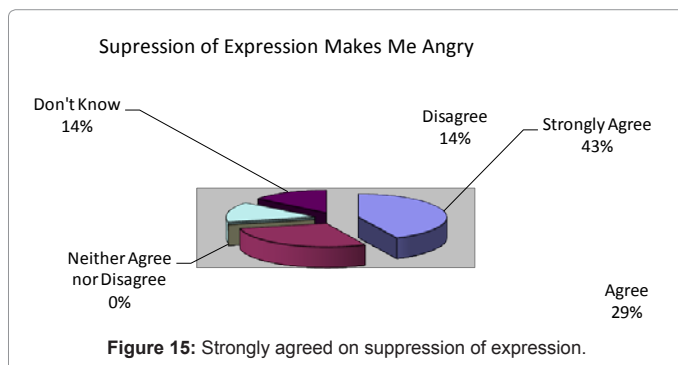 Supression of Expression Makes Me Angry
Don't Know
14%
Disagree
14%
Strongly Agree
43%
Neither Agree
nor Disagree
0%
Agree
29%
Figure 15: Strongly agreed on suppression of expression.